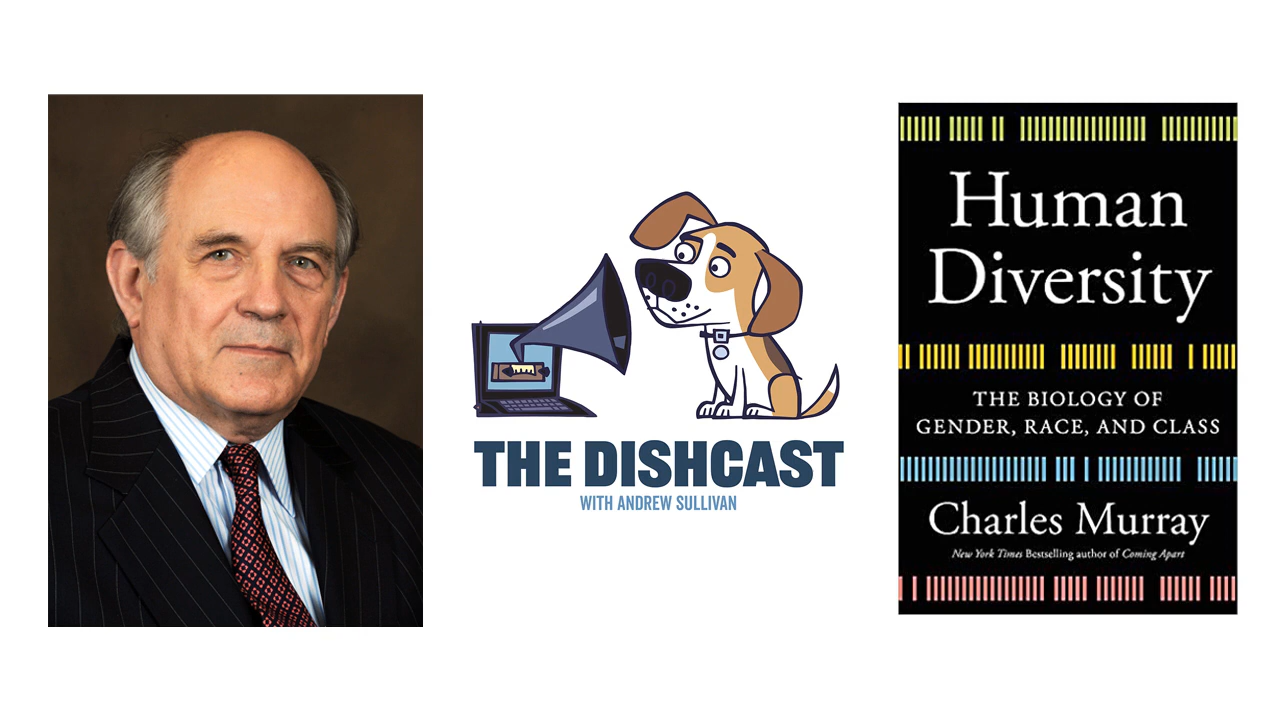 THE DISHCAST
WITH ANDREW SULLIVAN
Human
Diversity
THE BIOLOGY OF
GENDER, RACE, AND CLASS
Charles Murray
New York Times Bestselling author of Coming Apart